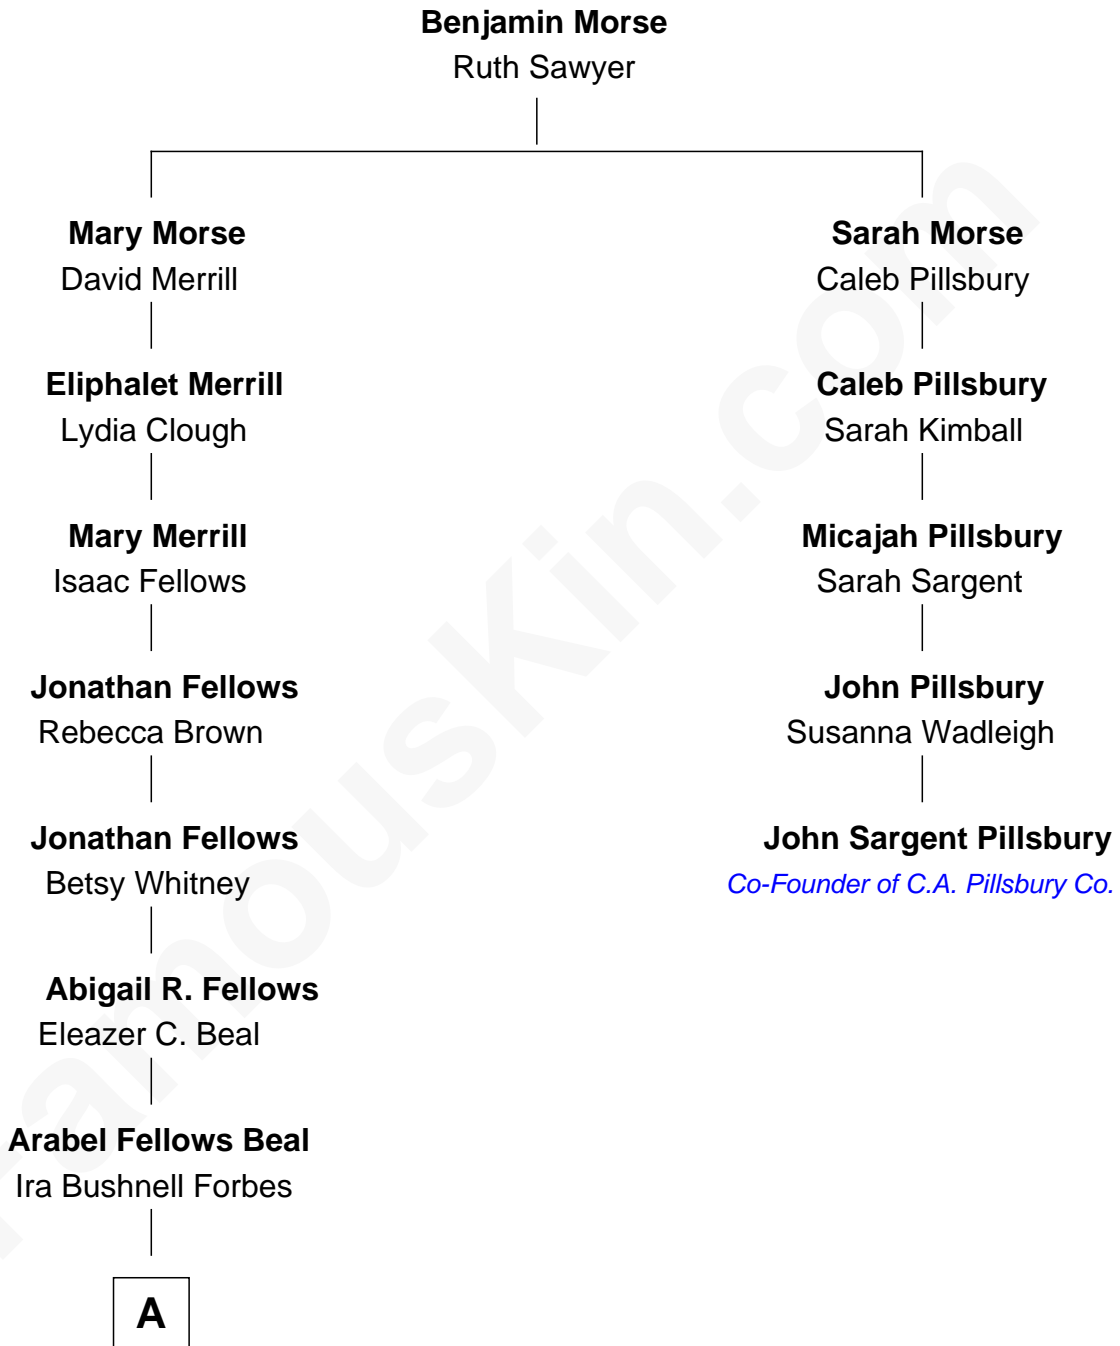 Benjamin Morse
Ruth Sawyer
Mary Morse
David Merrill
Sarah Morse
Caleb Pillsbury
Eliphalet Merrill
Lydia Clough
Caleb Pillsbury
Sarah Kimball
Mary Merrill
Isaac Fellows
Micajah Pillsbury
Sarah Sargent
Jonathan Fellows
Rebecca Brown
John Pillsbury
Susanna Wadleigh
Jonathan Fellows
Betsy Whitney
John Sargent Pillsbury
Co-Founder of C.A. Pillsbury Co.
Abigail R. Fellows
Eleazer C. Beal
Arabel Fellows Beal
Ira Bushnell Forbes
A
FamousKin.com